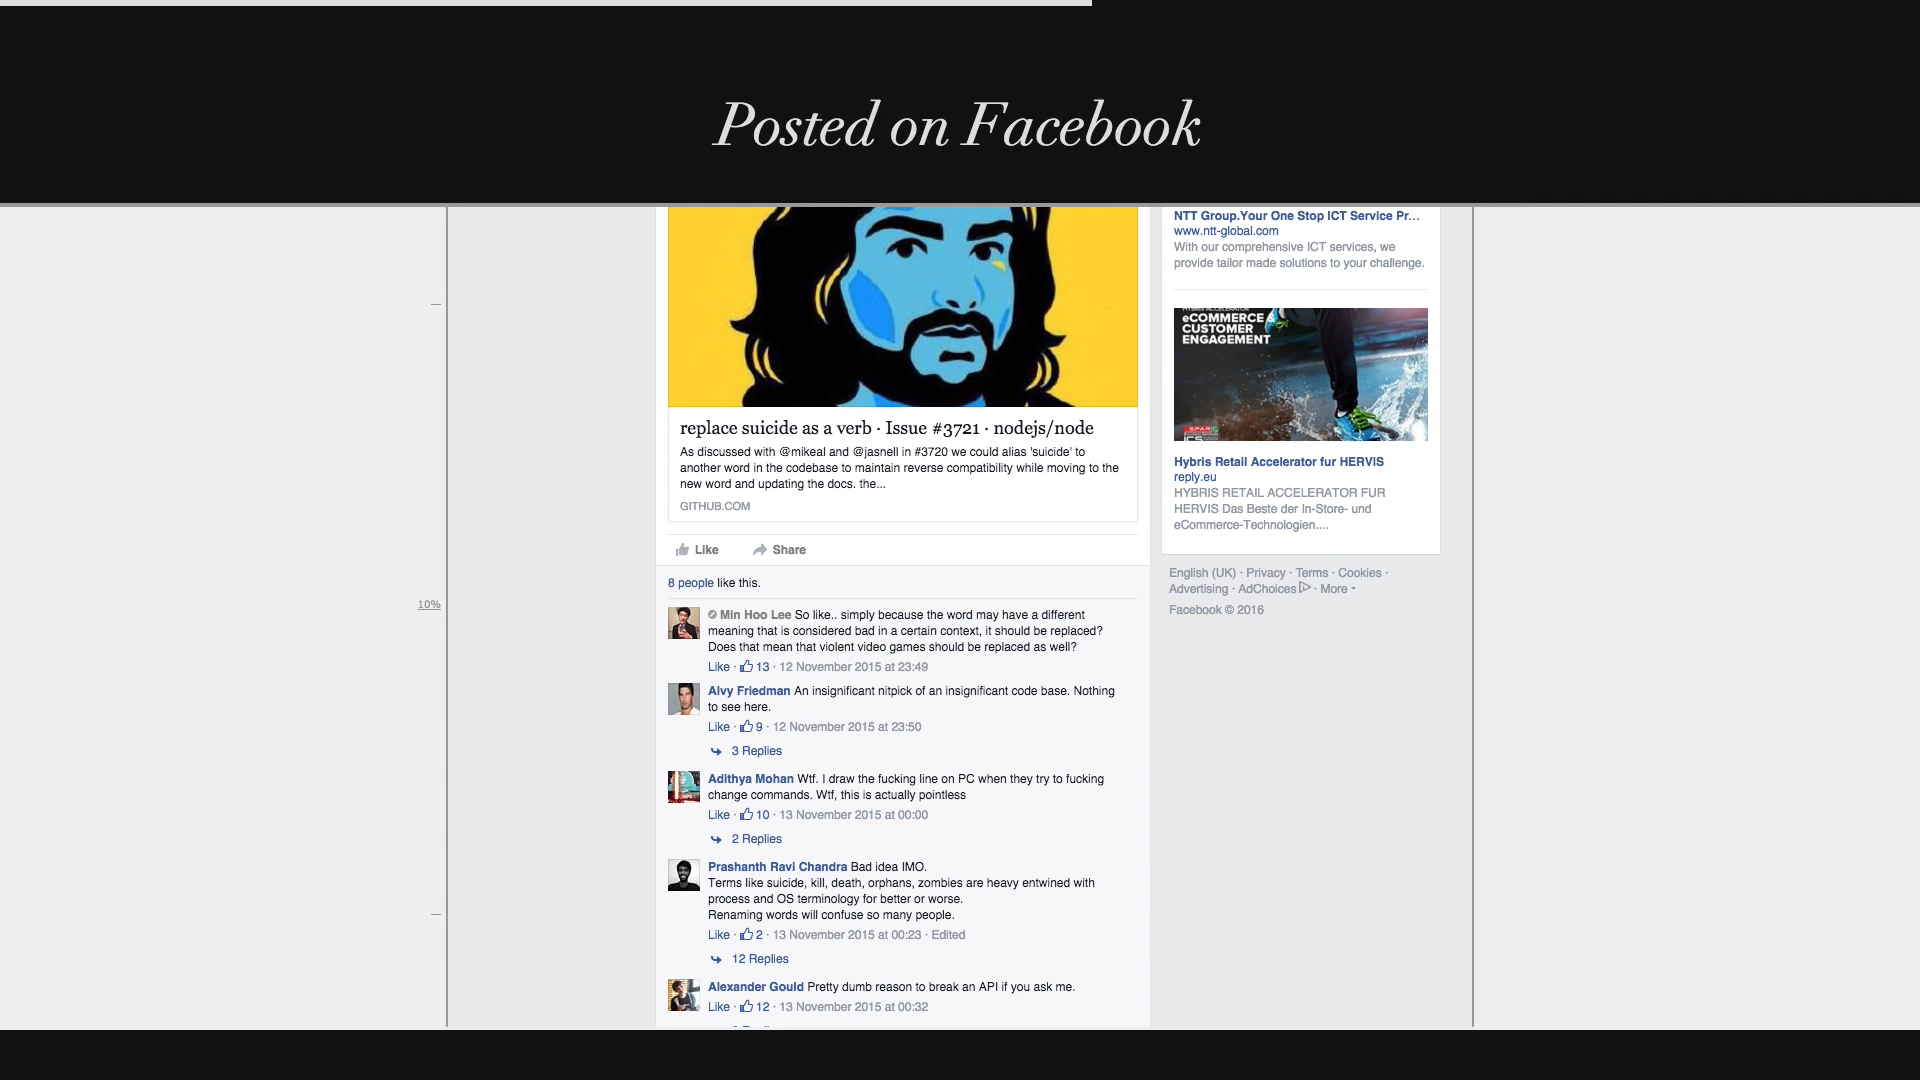 Posted on Facebook
NTT Group.Your One Stop ICT Service Pr...
www.ntt-global.com
With our comprehensive ICT services, we
provide tailor made solutions to your challenge.
HYBRIS ACCELERATOR
eCOMMERCE &
CUSTOMER
ENGAGEMENT
SPAR
ICS
Hybris Retail Accelerator fur HERVIS
reply.eu
HYBRIS RETAIL ACCELERATOR FUR
HERVIS Das Beste der In-Store- und
eCommerce-Technologien....
English (UK) · Privacy · Terms · Cookies ·
Advertising · AdChoices · More
Facebook © 2016
replace suicide as a verb · Issue #3721 · nodejs/node
As discussed with @mikeal and @jasnell in #3720 we could alias 'suicide' to
another word in the codebase to maintain reverse compatibility while moving to the
new word and updating the docs. the...
GITHUB.COM
Like Share
8 people like this.
10%
Min Hoo Lee So like.. simply because the word may have a different
meaning that is considered bad in a certain context, it should be replaced?
Does that mean that violent video games should be replaced as well?
Like · 13 · 12 November 2015 at 23:49
Alvy Friedman An insignificant nitpick of an insignificant code base. Nothing
to see here.
Like · 9 · 12 November 2015 at 23:50
3 Replies
Adithya Mohan Wtf. I draw the fucking line on PC when they try to fucking
change commands. Wtf, this is actually pointless
Like · 10 · 13 November 2015 at 00:00
2 Replies
Prashanth Ravi Chandra Bad idea IMO.
Terms like suicide, kill, death, orphans, zombies are heavy entwined with
process and OS terminology for better or worse.
Renaming words will confuse so many people.
Like · 2 · 13 November 2015 at 00:23 · Edited
12 Replies
Alexander Gould Pretty dumb reason to break an API if you ask me.
Like · 12 · 13 November 2015 at 00:32